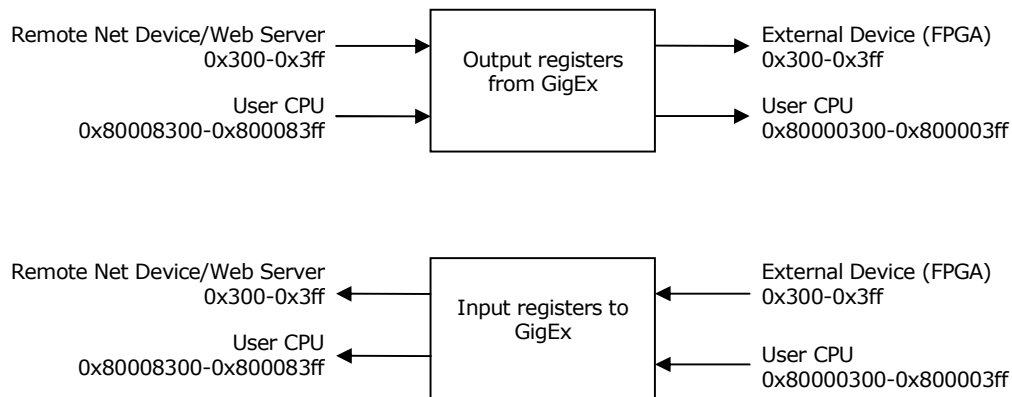 Remote Net Device/Web Server
0x300-0x3ff
User CPU
0x80008300-0x800083ff
Output registers
from GigEx
External Device (FPGA)
0x300-0x3ff
User CPU
0x80000300-0x800003ff
Remote Net Device/Web Server
0x300-0x3ff
User CPU
0x80008300-0x800083ff
Input registers to
GigEx
External Device (FPGA)
0x300-0x3ff
User CPU
0x80000300-0x800003ff